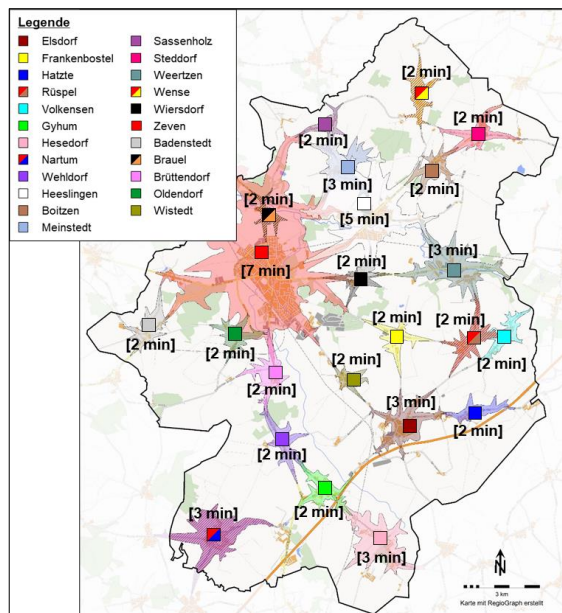 Legende
Elsdorf
Frankenbostel
Hatzte
Rüspel
Volkensen
Gyhum
Hesedorf
Nartum
Wehldorf
Heeslingen
Boitzen
Meinstedt
Sassenholz
Steddorf
Weertzen
Wense
Wiersdorf
Zeven
Badenstedt
Brauel
Brüttendorf
Oldendorf
Wistedt
[2 min]
[2 min]
[2 min]
[3 min]
[2 min]
[2 min]
[5 min]
[3 min]
[7 min]
[2 min]
[2 min]
[2 min]
[2 min]
[2 min]
[2 min]
[2 min]
[2 min]
[3 min]
[2 min]
[2 min]
[3 min]
[2 min]
[3 min]
N
3 km
Karte mit RegioGraph erstellt